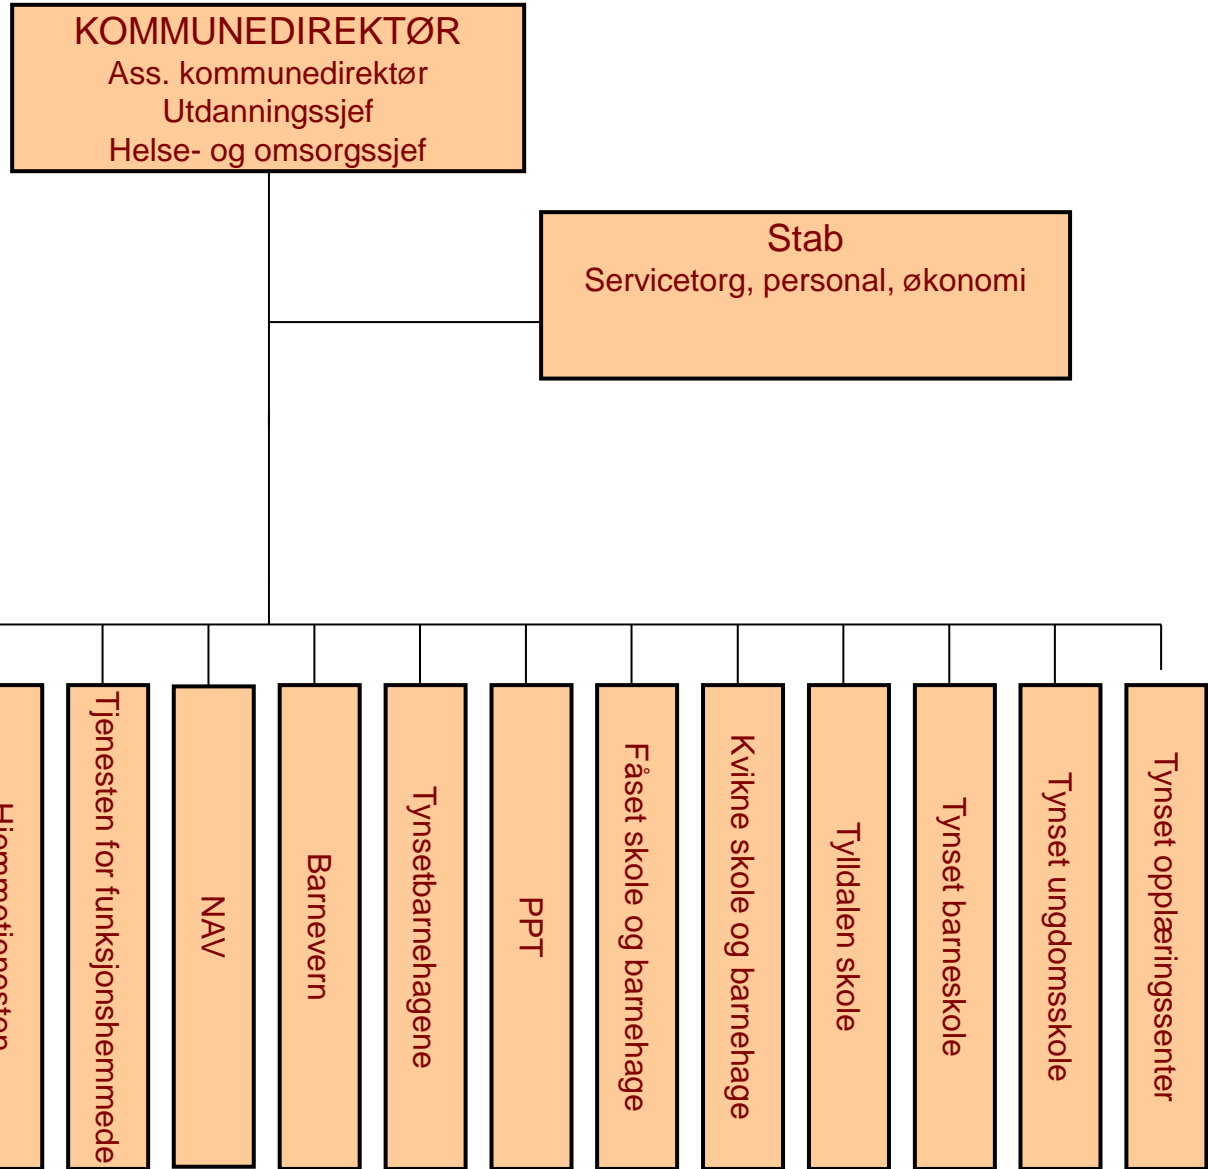 KOMMUNEDIREKTØR
Ass. kommunedirektør
Utdanningssjef
Helse- og omsorgssjef
Stab
Servicetorg, personal, økonomi
Hjemmetjenesten
Tjenesten for funksjonshemmede
NAV
Barnevern
Tynsetbarnehagene
PPT
Fåset skole og barnehage
Kvikne skole og barnehage
Tylldalen skole
Tynset barneskole
Tynset ungdomsskole
Tynset opplæringssenter